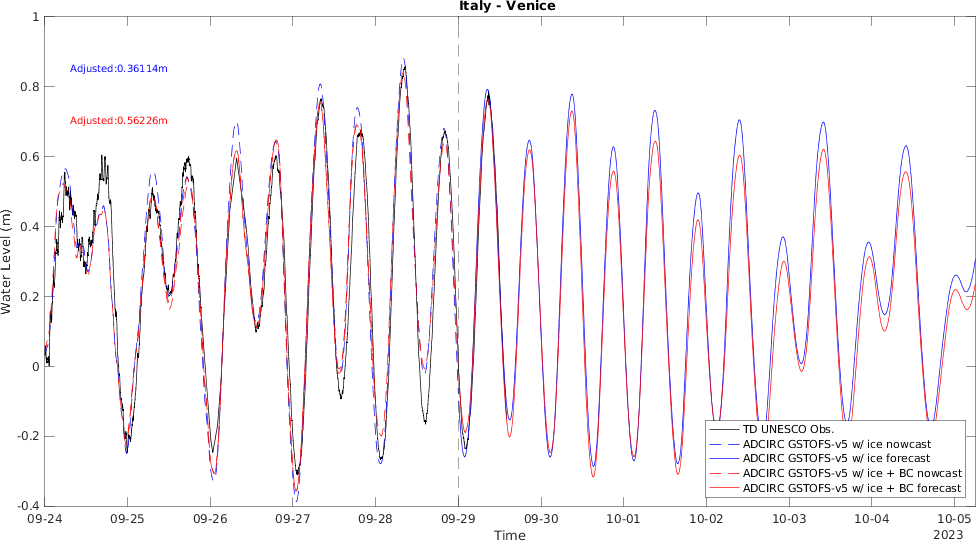 Italy - Venice
1
0.8
0.6
0.4
0.2
0
-0.2
-0.4
Water Level (m)
Adjusted:0.36114m
Adjusted:0.56226m
TD UNESCO Obs.
ADCIRC GSTOFS-v5 w/ ice nowcast
ADCIRC GSTOFS-v5 w/ ice forecast
ADCIRC GSTOFS-v5 w/ ice + BC nowcast
ADCIRC GSTOFS-v5 w/ ice + BC forecast
09-24 09-25 09-26 09-27 09-28 09-29 09-30 10-01 10-02 10-03 10-04 10-05
Time
2023